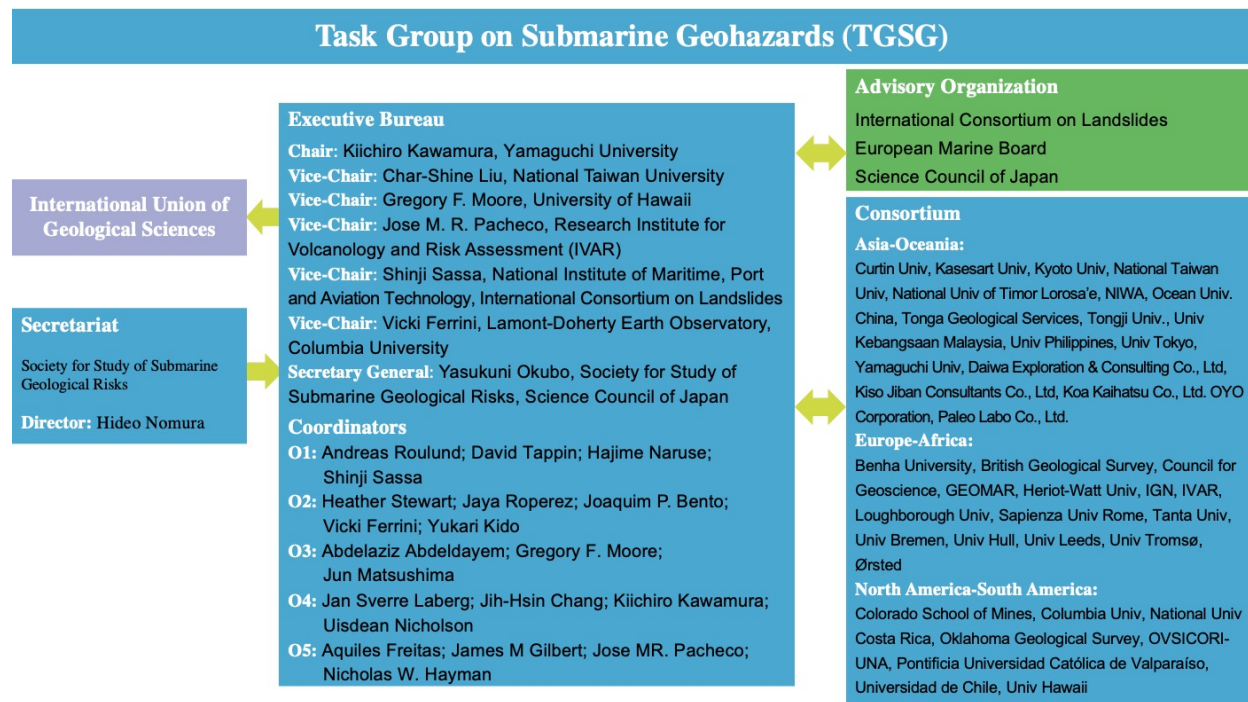 Task Group on Submarine Geohazards (TGSG)
International Union of
Geological Sciences
Secretariat
Society for Study of Submarine
Geological Risks
Director: Hideo Nomura
Executive Bureau
Chair: Kiichiro Kawamura, Yamaguchi University
Vice-Chair: Char-Shine Liu, National Taiwan University
Vice-Chair: Gregory F. Moore, University of Hawaii
Vice-Chair: Jose M. R. Pacheco, Research Institute for
Volcanology and Risk Assessment (IVAR)
Vice-Chair: Shinji Sassa, National Institute of Maritime, Port
and Aviation Technology, International Consortium on Landslides
Vice-Chair: Vicki Ferrini, Lamont-Doherty Earth Observatory,
Columbia University
Secretary General: Yasukuni Okubo, Society for Study of
Submarine Geological Risks, Science Council of Japan
Coordinators
O1: Andreas Roulund; David Tappin; Hajime Naruse;
Shinji Sassa
O2: Heather Stewart; Jaya Roperez; Joaquim P. Bento;
Vicki Ferrini; Yukari Kido
O3: Abdelaziz Abdeldayem; Gregory F. Moore;
Jun Matsushima
O4: Jan Sverre Laberg; Jih-Hsin Chang; Kiichiro Kawamura;
Uisdean Nicholson
O5: Aquiles Freitas; James M Gilbert; Jose MR. Pacheco;
Nicholas W. Hayman
Advisory Organization
International Consortium on Landslides
European Marine Board
Science Council of Japan
Consortium
Asia-Oceania:
Curtin Univ, Kasesart Univ, Kyoto Univ, National Taiwan
Univ, National Univ of Timor Lorosa'e, NIWA, Ocean Univ.
China, Tonga Geological Services, Tongji Univ., Univ
Kebangsaan Malaysia, Univ Philippines, Univ Tokyo,
Yamaguchi Univ, Daiwa Exploration & Consulting Co., Ltd,
Kiso Jiban Consultants Co., Ltd, Koa Kaihatsu Co., Ltd. OYO
Corporation, Paleo Labo Co., Ltd.
Europe-Africa:
Benha University, British Geological Survey, Council for
Geoscience, GEOMAR, Heriot-Watt Univ, IGN, IVAR,
Loughborough Univ, Sapienza Univ Rome, Tanta Univ,
Univ Bremen, Univ Hull, Univ Leeds, Univ Tromsø,
Ørsted
North America-South America:
Colorado School of Mines, Columbia Univ, National Univ
Costa Rica, Oklahoma Geological Survey, OVSICORI-
UNA, Pontificia Universidad Católica de Valparaíso,
Universidad de Chile, Univ Hawaii